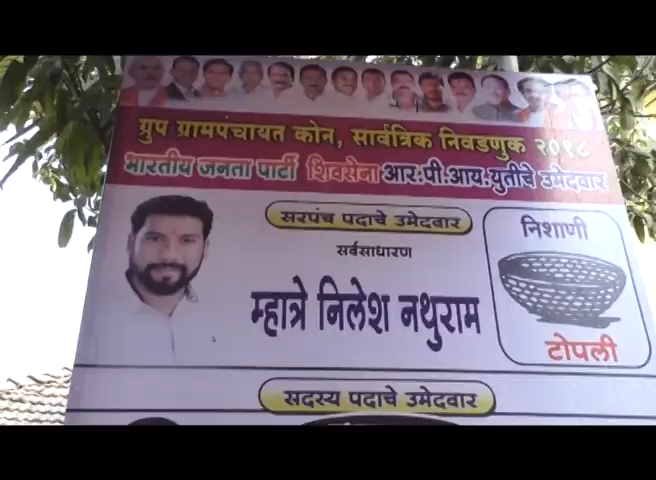 ग्रुप ग्रामपंचायत कोन, सार्वत्रिक निवडणुक २०१८
भारतीय जनता पार्टी शिवसेना आर.पी.आय.युतीचे उमेदवार
सरपंच पदाचे उमेदवार
सर्वसाधारण
म्हात्रे निलेश नथुराम
निशाणी
टोपली
सदस्य पदाचे उमेदवार